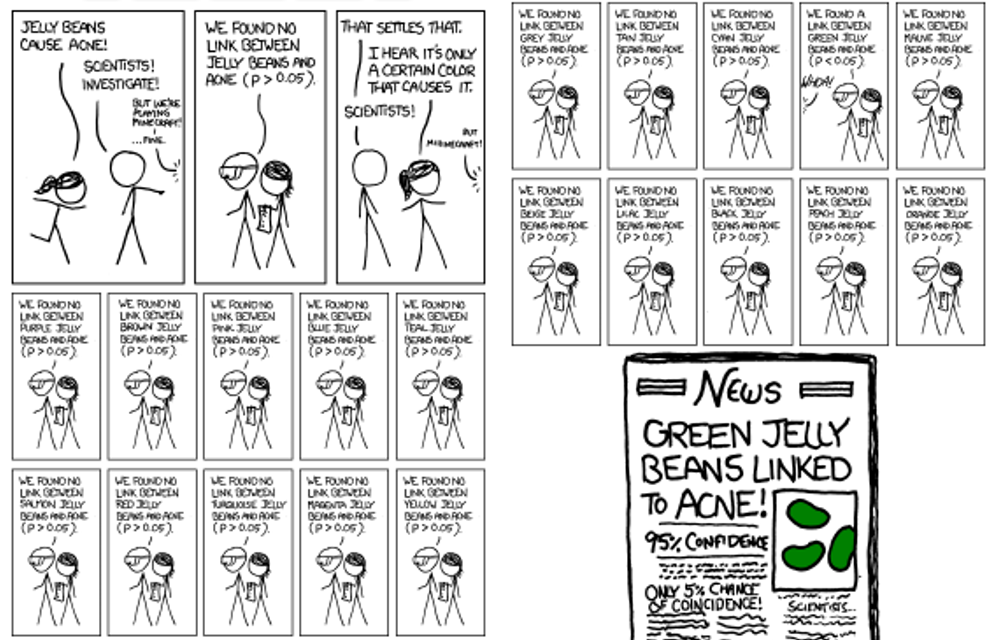 JELLY BEANS
CAUSE ACNE!
SCIENTISTS!
INVESTIGATE!
BUT WE'RE
PLAYING
MINECRAFT!
...FINE.
WE FOUND NO
LINK BETWEEN
JELLY BEANS AND
ACNE (P > 0.05).
THAT SETTLES THAT.
I HEAR IT'S ONLY
A CERTAIN COLOR
THAT CAUSES IT.
SCIENTISTS!
BUT
MIINECRAFT!
WE FOUND NO
LINK BETWEEN
PURPLE JELLY
BEANS AND ACNE
(P > 0.05).
WE FOUND NO
LINK BETWEEN
BROWN JELLY
BEANS AND ACNE
(P > 0.05).
WE FOUND NO
LINK BETWEEN
PINK JELLY
BEANS AND ACNE
(P > 0.05).
WE FOUND NO
LINK BETWEEN
BLUE JELLY
BEANS AND ACNE
(P > 0.05).
WE FOUND NO
LINK BETWEEN
TEAL JELLY
BEANS AND ACNE
(P > 0.05).
WE FOUND NO
LINK BETWEEN
SALMON JELLY
BEANS AND ACNE
(P > 0.05).
WE FOUND NO
LINK BETWEEN
RED JELLY
BEANS AND ACNE
(P > 0.05).
WE FOUND NO
LINK BETWEEN
TURQUOISE JELLY
BEANS AND ACNE
(P > 0.05).
WE FOUND NO
LINK BETWEEN
MAGENTA JELLY
BEANS AND ACNE
(P > 0.05).
WE FOUND NO
LINK BETWEEN
YELLOW JELLY
BEANS AND ACNE
(P > 0.05).
WE FOUND NO
LINK BETWEEN
GREY JELLY
BEANS AND ACNE
(P > 0.05).
WE FOUND NO
LINK BETWEEN
TAN JELLY
BEANS AND ACNE
(P > 0.05).
WE FOUND NO
LINK BETWEEN
CYAN JELLY
BEANS AND ACNE
(P > 0.05).
WE FOUND A
LINK BETWEEN
GREEN JELLY
BEANS AND ACNE
(P < 0.05).
WHOA!
WE FOUND NO
LINK BETWEEN
MAUVE JELLY
BEANS AND ACNE
(P > 0.05).
WE FOUND NO
LINK BETWEEN
BEIGE JELLY
BEANS AND ACNE
(P > 0.05).
WE FOUND NO
LINK BETWEEN
LILAC JELLY
BEANS AND ACNE
(P > 0.05).
WE FOUND NO
LINK BETWEEN
BLACK JELLY
BEANS AND ACNE
(P > 0.05).
WE FOUND NO
LINK BETWEEN
PEACH JELLY
BEANS AND ACNE
(P > 0.05).
WE FOUND NO
LINK BETWEEN
ORANGE JELLY
BEANS AND ACNE
(P > 0.05).
NEWS
GREEN JELLY
BEANS LINKED
TO ACNE!
95% CONFIDENCE
ONLY 5% CHANCE
OF COINCIDENCE!
SCIENTISTS...